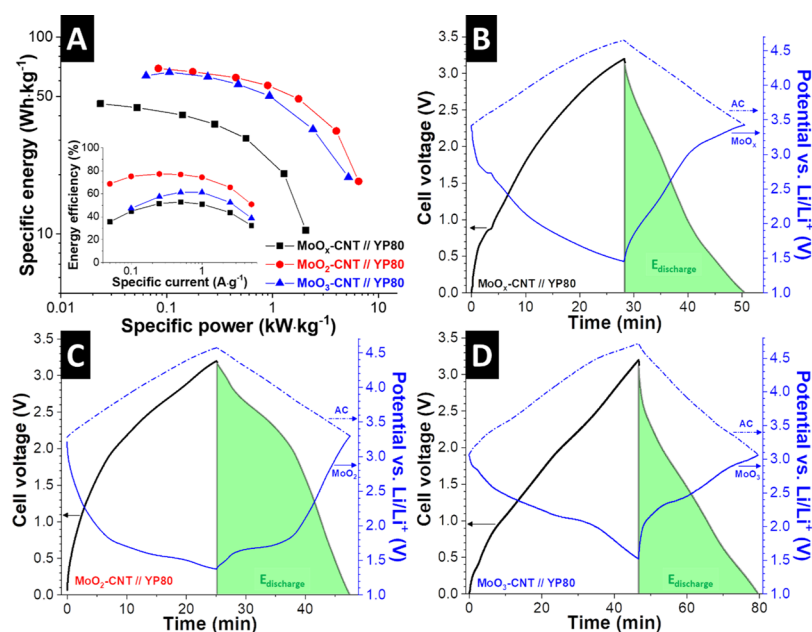 A
Specific energy (Wh·kg⁻¹)
100
50
10
Energy efficiency (%)
100
80
60
40
20
0
0.1
1
Specific current (A·g⁻¹)
MoOₓ-CNT // YP80
MoO₂-CNT // YP80
MoO₃-CNT // YP80
0.01
0.1
1
10
Specific power (kW·kg⁻¹)
B
Cell voltage (V)
3.5
3.0
2.5
2.0
1.5
1.0
0.5
0.0
AC
MoOₓ
E discharge
MoOₓ-CNT // YP80
4.5
4.0
3.5
3.0
2.5
2.0
1.5
1.0
Potential vs. Li/Li⁺ (V)
0
10
20
30
40
50
Time (min)
C
Cell voltage (V)
3.5
3.0
2.5
2.0
1.5
1.0
0.5
0.0
AC
MoO₂
E discharge
MoO₂-CNT // YP80
4.5
4.0
3.5
3.0
2.5
2.0
1.5
1.0
Potential vs. Li/Li⁺ (V)
0
10
20
30
40
Time (min)
D
Cell voltage (V)
3.5
3.0
2.5
2.0
1.5
1.0
0.5
0.0
AC
MoO₃
E discharge
MoO₃-CNT // YP80
4.5
4.0
3.5
3.0
2.5
2.0
1.5
1.0
Potential vs. Li/Li⁺ (V)
0
20
40
60
80
Time (min)